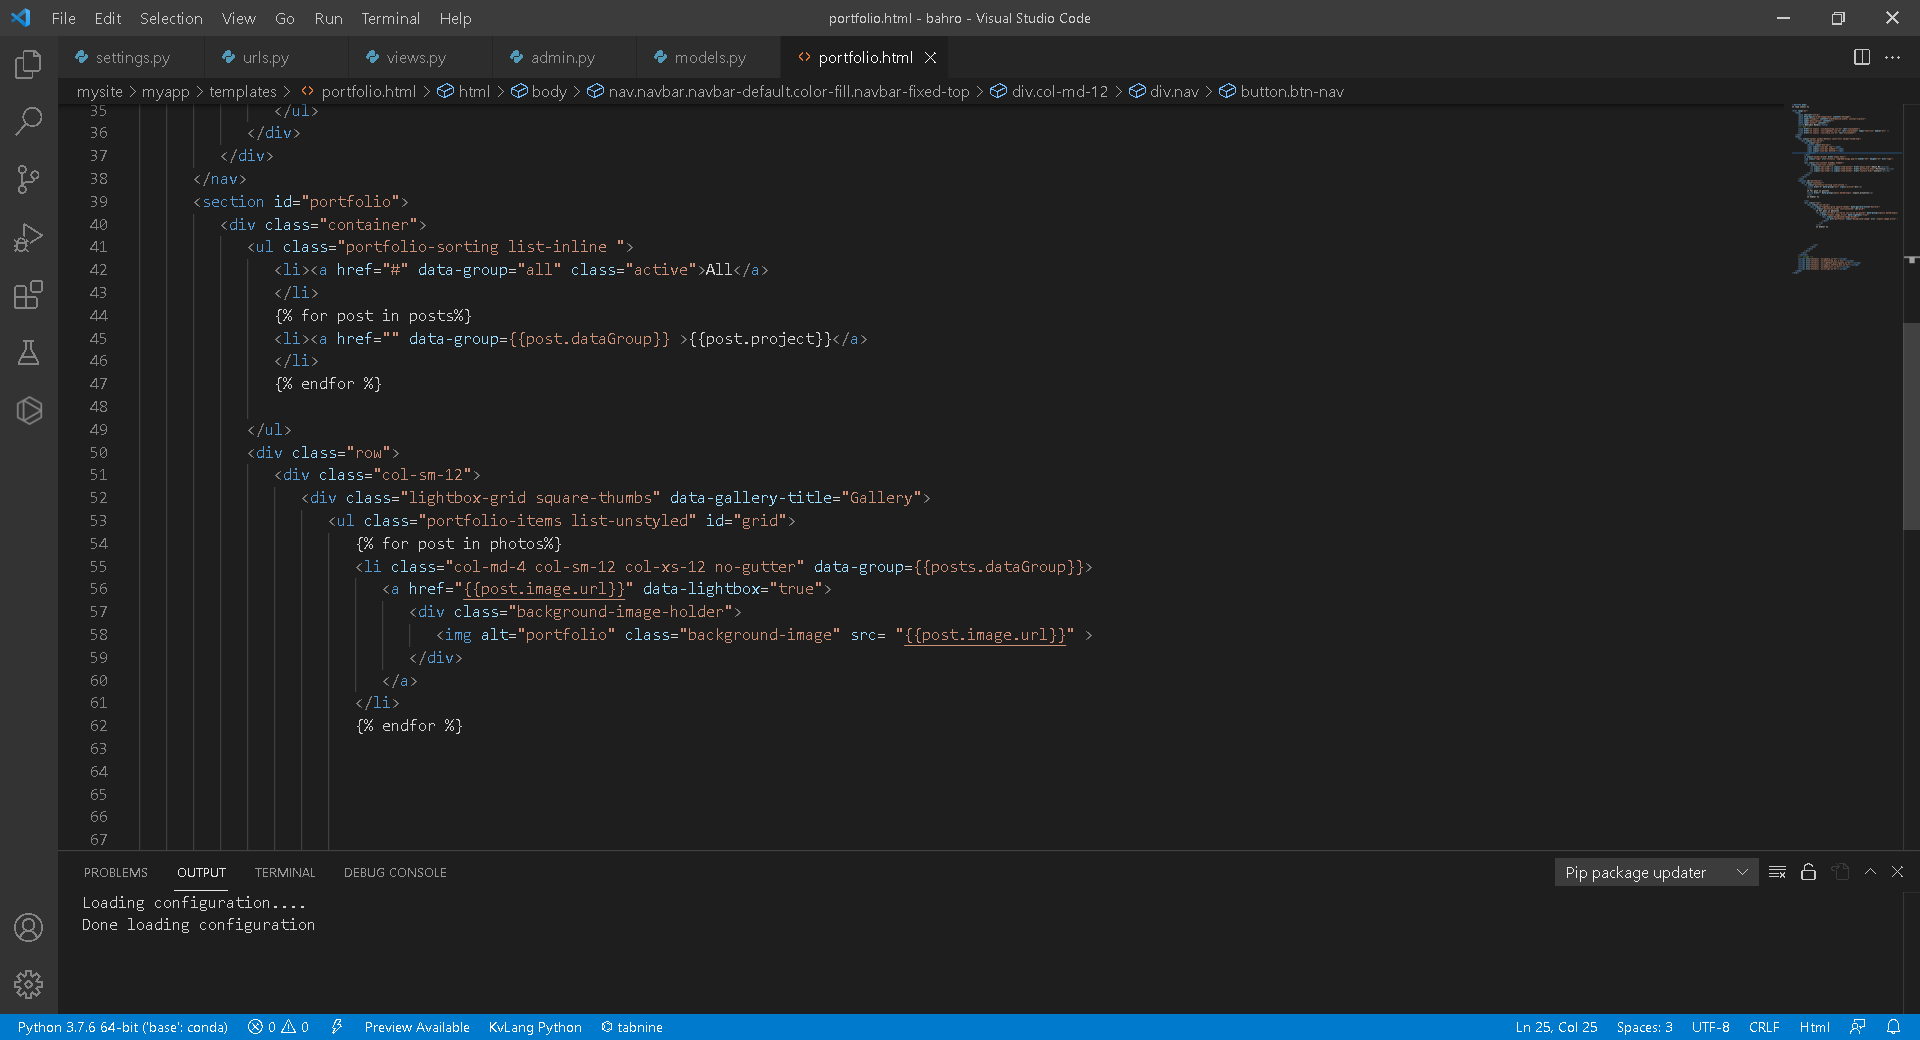 File Edit Selection View Go Run Terminal Help
portfolio.html - bahro - Visual Studio Code
settings.py
urls.py
views.py
admin.py
models.py
portfolio.html
mysite > myapp > templates > portfolio.html > html > body > nav.navbar.navbar-default.color-fill.navbar-fixed-top > div.col-md-12 > div.nav > button.btn-nav
35 </ul>
36 </div>
37 </div>
38 </nav>
39 <section id="portfolio">
40 <div class="container">
41 <ul class="portfolio-sorting list-inline ">
42 <li><a href="#" data-group="all" class="active">All</a>
43 </li>
44 {% for post in posts%}
45 <li><a href="" data-group={{post.dataGroup}} >{{post.project}}</a>
46 </li>
47 {% endfor %}
48
49 </ul>
50 <div class="row">
51 <div class="col-sm-12">
52 <div class="lightbox-grid square-thumbs" data-gallery-title="Gallery">
53 <ul class="portfolio-items list-unstyled" id="grid">
54 {% for post in photos%}
55 <li class="col-md-4 col-sm-12 col-xs-12 no-gutter" data-group={{posts.dataGroup}}>
56 <a href="{{post.image.url}}" data-lightbox="true">
57 <div class="background-image-holder">
58 <img alt="portfolio" class="background-image" src= "{{post.image.url}}" >
59 </div>
60 </a>
61 </li>
62 {% endfor %}
63
64
65
66
67
PROBLEMS OUTPUT TERMINAL DEBUG CONSOLE
Pip package updater
Loading configuration....
Done loading configuration
Python 3.7.6 64-bit ('base': conda) 0 0 Preview Available KvLang Python tabnine
Ln 25, Col 25 Spaces: 3 UTF-8 CRLF Html